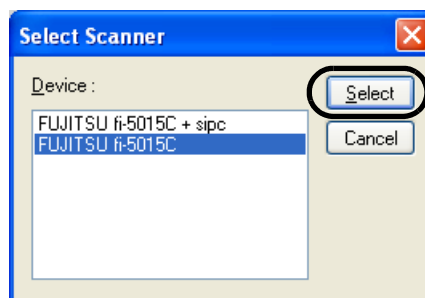 Select Scanner
Device :
Select
FUJITSU fi-5015C + sipc
FUJITSU fi-5015C
Cancel